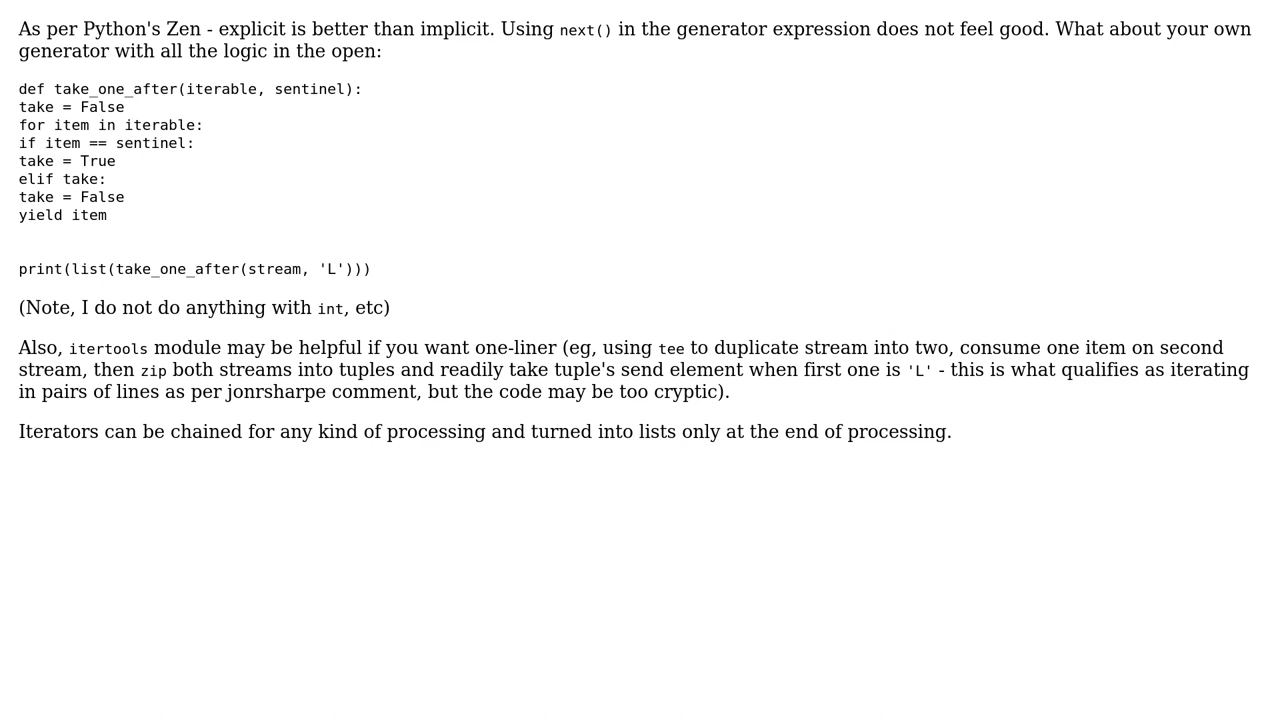 As per Python's Zen - explicit is better than implicit. Using next() in the generator expression does not feel good. What about your own
generator with all the logic in the open:
def take_one_after(iterable, sentinel):
take = False
for item in iterable:
if item == sentinel:
take = True
elif take:
take = False
yield item
print(list(take_one_after(stream, 'L')))
(Note, I do not do anything with int, etc)
Also, itertools module may be helpful if you want one-liner (eg, using tee to duplicate stream into two, consume one item on second
stream, then zip both streams into tuples and readily take tuple's send element when first one is 'L' - this is what qualifies as iterating
in pairs of lines as per jonrsharpe comment, but the code may be too cryptic).
Iterators can be chained for any kind of processing and turned into lists only at the end of processing.